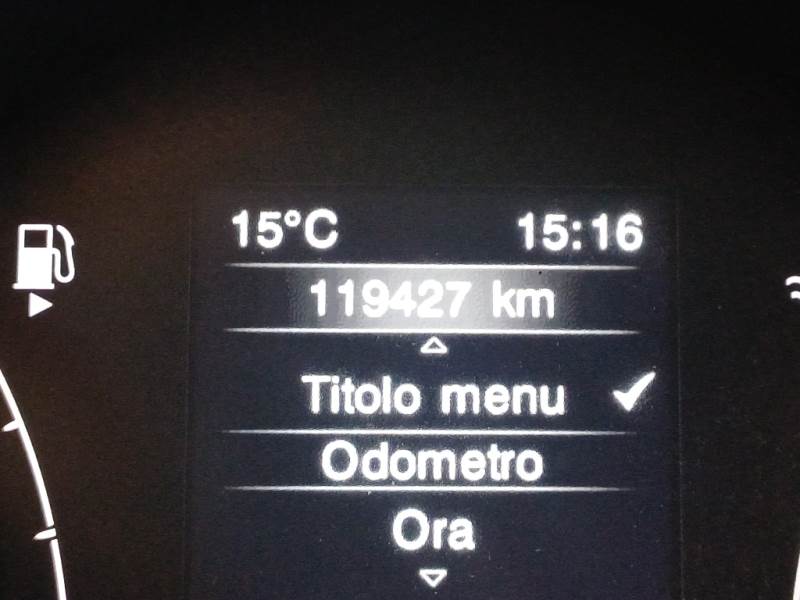 15°C 15:16
119427 km
Titolo menu
Odometro
Ora